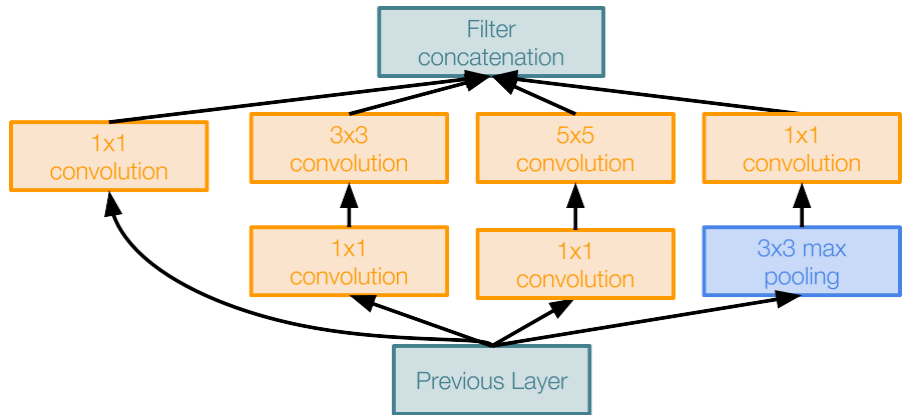 Filter
concatenation
1x1
convolution
3x3
convolution
5x5
convolution
1x1
convolution
1x1
convolution
1x1
convolution
3x3 max
pooling
Previous Layer